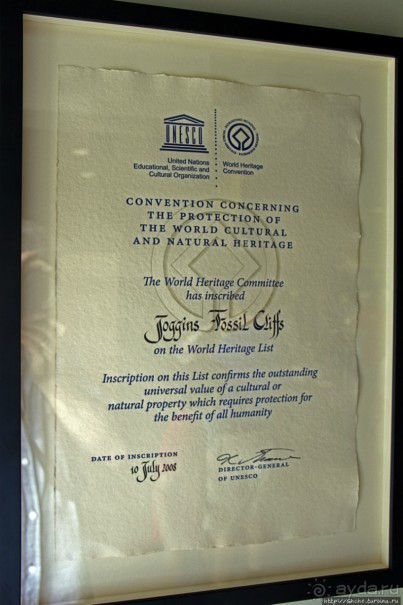 UNESCO
United Nations
Educational, Scientific and
Cultural Organization
World Heritage
Convention
CONVENTION CONCERNING
THE PROTECTION OF
THE WORLD CULTURAL
AND NATURAL HERITAGE
The World Heritage Committee
has inscribed
Joggins Fossil Cliffs
on the World Heritage List
Inscription on this List confirms the outstanding
universal value of a cultural or
natural property which requires protection for
the benefit of all humanity
DATE OF INSCRIPTION
10 July 2008
DIRECTOR-GENERAL
OF UNESCO
ayda.ru